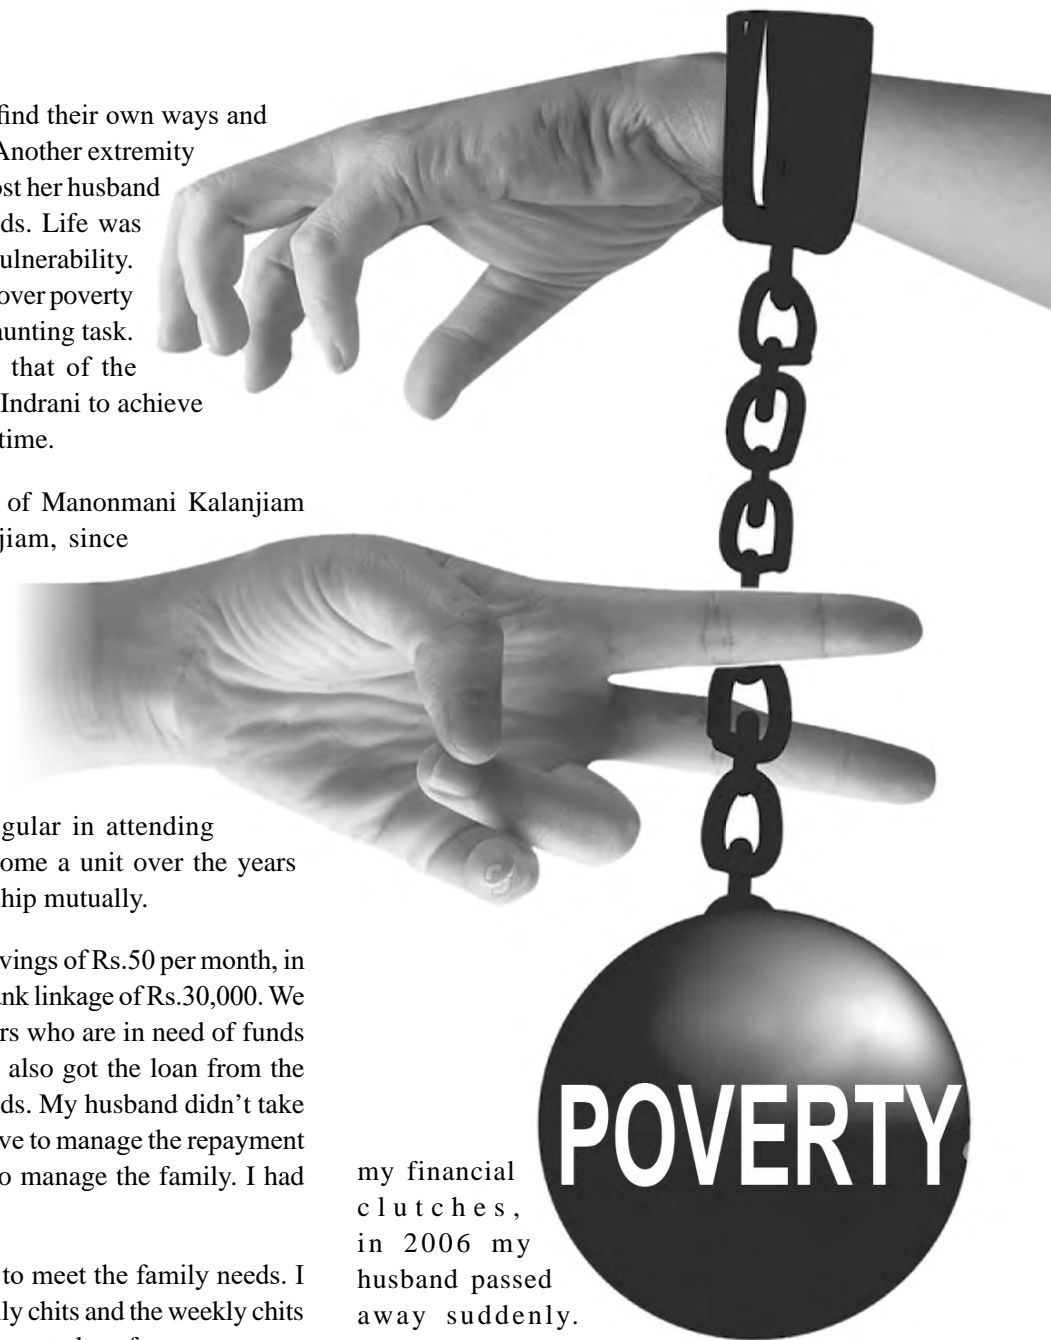 find their own ways and
Another extremity
ost her husband
ds. Life was
ulnerability.
over poverty
aunting task.
that of the
Indrani to achieve
time.
of Manonmani Kalanjiam
jiam, since
egular in attending
come a unit over the years
ship mutually.
vings of Rs.50 per month, in
ank linkage of Rs.30,000. We
rs who are in need of funds
also got the loan from the
ds. My husband didn’t take
ve to manage the repayment
o manage the family. I had
to meet the family needs. I
ily chits and the weekly chits
my financial
clutches,
in 2006 my
husband passed
away suddenly.
POVERTY